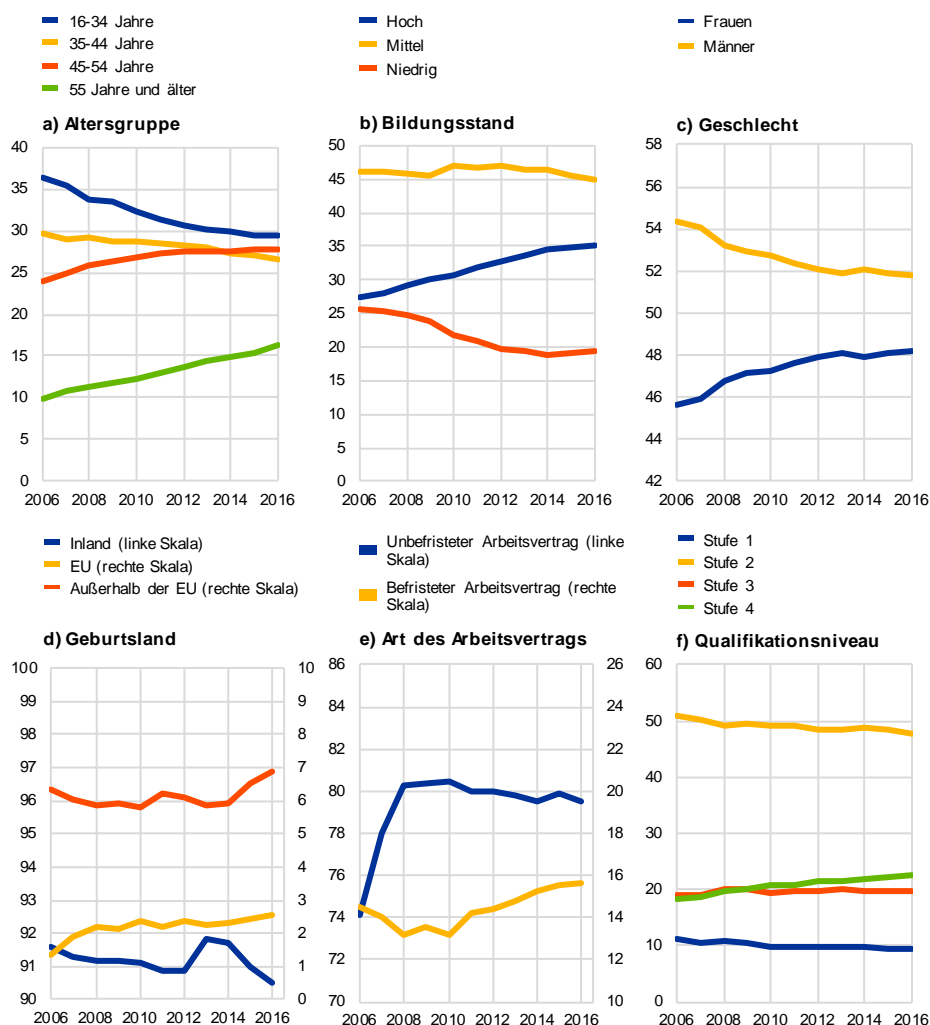 16-34 Jahre
35-44 Jahre
45-54 Jahre
55 Jahre und älter
Hoch
Mittel
Niedrig
Frauen
Männer
a) Altersgruppe
40
35
30
25
20
15
10
5
0
2006 2008 2010 2012 2014 2016
b) Bildungsstand
50
45
40
35
30
25
20
15
10
5
0
2006 2008 2010 2012 2014 2016
c) Geschlecht
58
56
54
52
50
48
46
44
42
2006 2008 2010 2012 2014 2016
Inland (linke Skala)
EU (rechte Skala)
Außerhalb der EU (rechte Skala)
Unbefristeter Arbeitsvertrag (linke
Skala)
Befristeter Arbeitsvertrag (rechte
Skala)
Stufe 1
Stufe 2
Stufe 3
Stufe 4
d) Geburtsland
100 10
99 9
98 8
97 7
96 6
95 5
94 4
93 3
92 2
91 1
90 0
2006 2008 2010 2012 2014 2016
e) Art des Arbeitsvertrags
86 26
84 24
82 22
80 20
78 18
76 16
74 14
72 12
70 10
2006 2008 2010 2012 2014 2016
f) Qualifikationsniveau
60
50
40
30
20
10
0
2006 2008 2010 2012 2014 2016